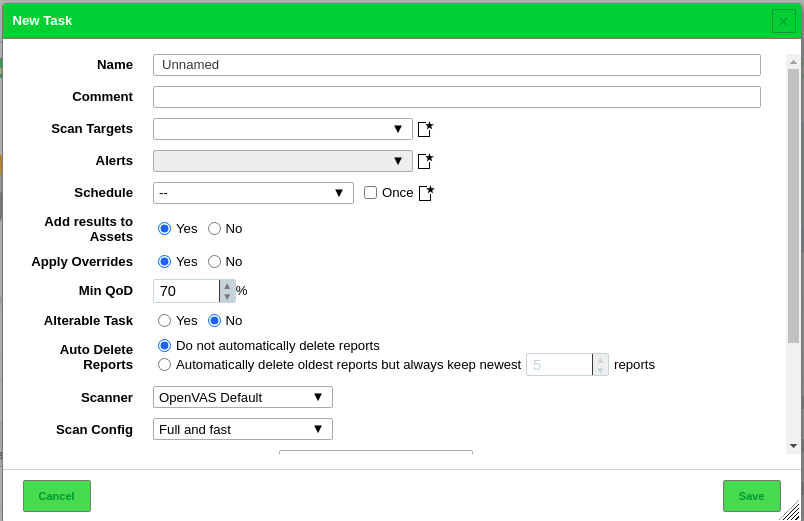 New Task
Name Unnamed
Comment
Scan Targets
Alerts
Schedule -- Once
Add results to
Assets
Yes No
Apply Overrides Yes No
Min QoD 70 %
Alterable Task Yes No
Auto Delete
Reports
Do not automatically delete reports
Automatically delete oldest reports but always keep newest 5 reports
Scanner OpenVAS Default
Scan Config Full and fast
Cancel Save